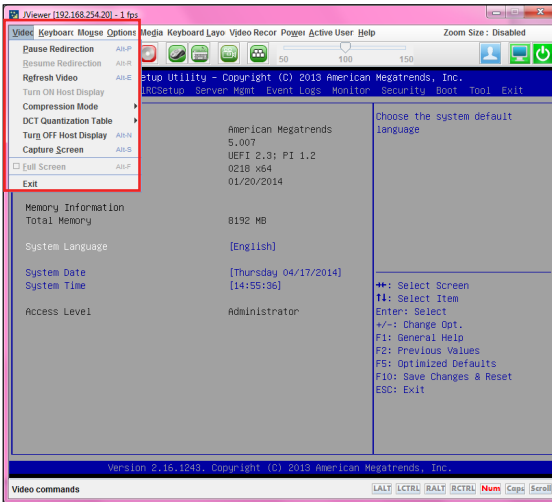 JViewer [192.168.254.20] - 1 fps
Video Keyboarc Mouse Options Media Keyboard Layo Video Recor Power Active User Help Zoom Size : Disabled
Pause Redirection Alt-P
Resume Redirection Alt-R
Refresh Video Alt-E
Turn ON Host Display
Compression Mode
DCT Quantization Table
Turn OFF Host Display Alt-N
Capture Screen Alt-S
Full Screen Alt-F
Exit
50 100 150
etup Utility – Copyright (C) 2013 American Megatrends, Inc.
IRCSetup Server Mgmt Event Logs Monitor Security Boot Tool Exit
American Megatrends
5.007
UEFI 2.3; PI 1.2
0218 x64
01/20/2014
Memory Information
Total Memory 8192 MB
System Language [English]
System Date [Thursday 04/17/2014]
System Time [14:55:36]
Access Level Administrator
Choose the system default
language
→←: Select Screen
↑↓: Select Item
Enter: Select
+/-: Change Opt.
F1: General Help
F2: Previous Values
F5: Optimized Defaults
F10: Save Changes & Reset
ESC: Exit
Version 2.16.1243. Copyright (C) 2013 American Megatrends, Inc.
Video commands LALT LCTRL RALT RCTRL Num Caps Scroll